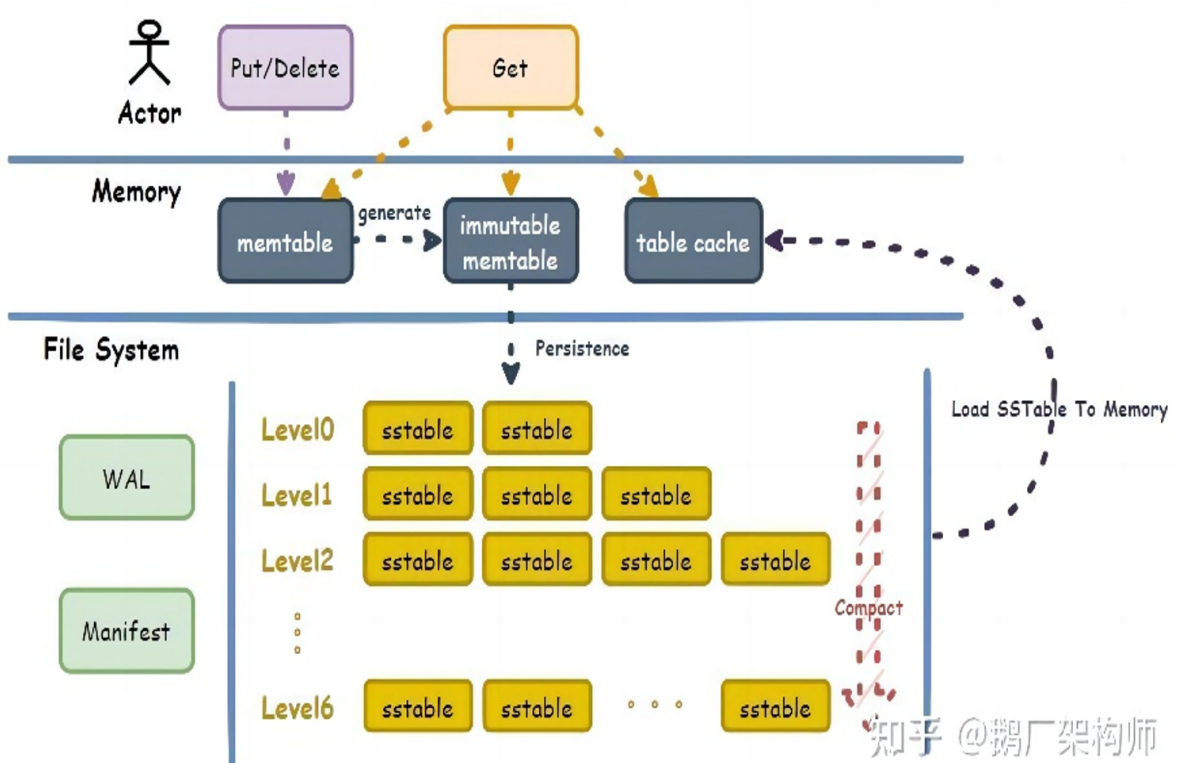 Put/Delete
Get
Actor
Memory
memtable
generate
immutable
memtable
table cache
File System
Persistence
Load SSTable To Memory
WAL
Manifest
Level0
sstable sstable
Level1
sstable sstable sstable
Level2
sstable sstable sstable sstable
Compact
Level6
sstable sstable sstable
知乎 @鹅厂架构师